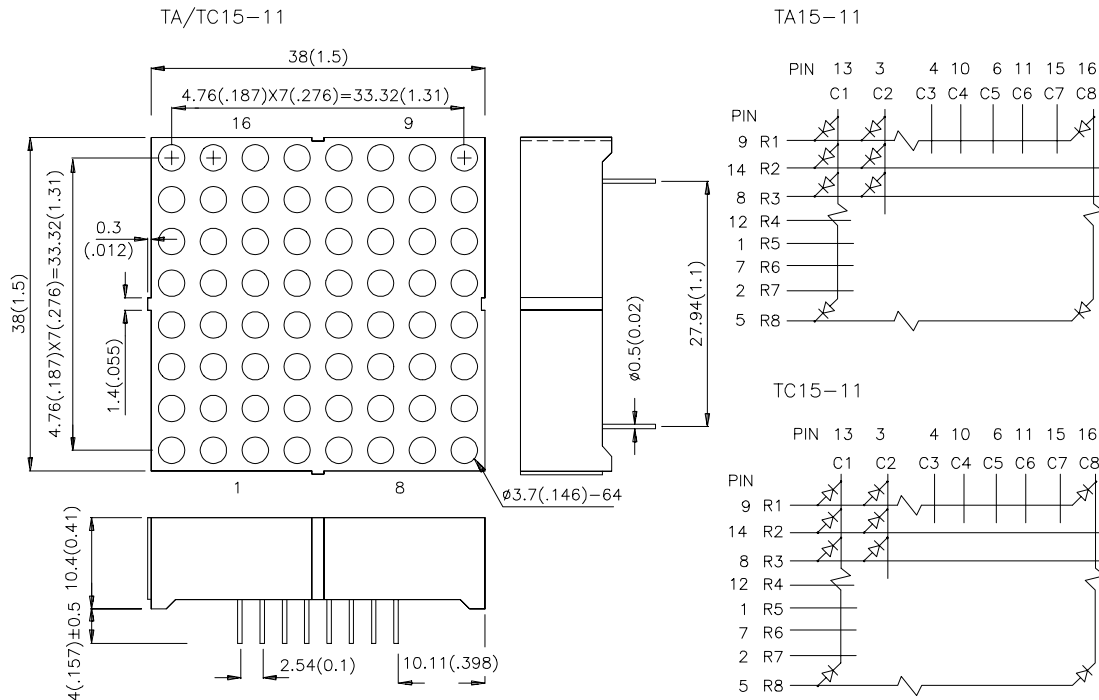 TA/TC15-11
38(1.5)
4.76(.187)X7(.276)=33.32(1.31)
16 9
38(1.5)
4.76(.187)X7(.276)=33.32(1.31)
0.3
(.012)
1.4(.055)
1 8
ø3.7(.146)-64
27.94(1.1)
ø0.5(0.02)
10.4(0.41)
4(.157)±0.5
2.54(0.1)
10.11(.398)
TA15-11
PIN 13 3 4 10 6 11 15 16
C1 C2 C3 C4 C5 C6 C7 C8
PIN
9 R1
14 R2
8 R3
12 R4
1 R5
7 R6
2 R7
5 R8
TC15-11
PIN 13 3 4 10 6 11 15 16
C1 C2 C3 C4 C5 C6 C7 C8
PIN
9 R1
14 R2
8 R3
12 R4
1 R5
7 R6
2 R7
5 R8